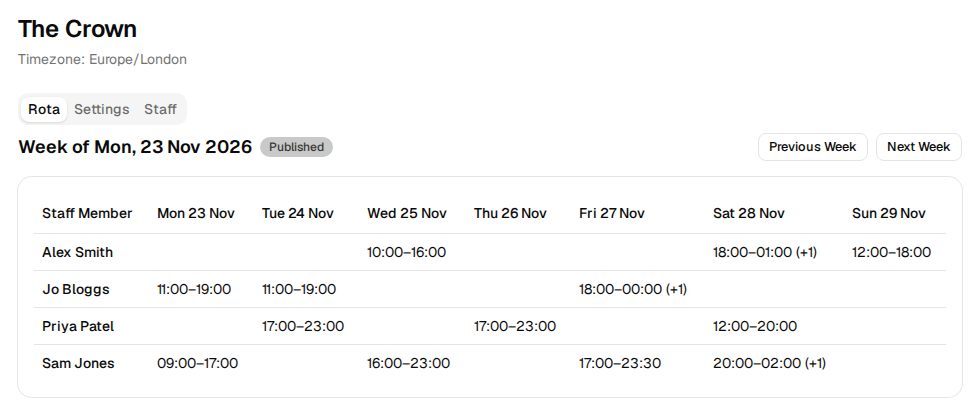 The Crown
Timezone: Europe/London
Rota Settings Staff
Week of Mon, 23 Nov 2026 Published Previous Week Next Week
Staff Member Mon 23 Nov Tue 24 Nov Wed 25 Nov Thu 26 Nov Fri 27 Nov Sat 28 Nov Sun 29 Nov
Alex Smith 10:00–16:00 18:00–01:00 (+1) 12:00–18:00
Jo Bloggs 11:00–19:00 11:00–19:00 18:00–00:00 (+1)
Priya Patel 17:00–23:00 17:00–23:00 12:00–20:00
Sam Jones 09:00–17:00 16:00–23:00 17:00–23:30 20:00–02:00 (+1)